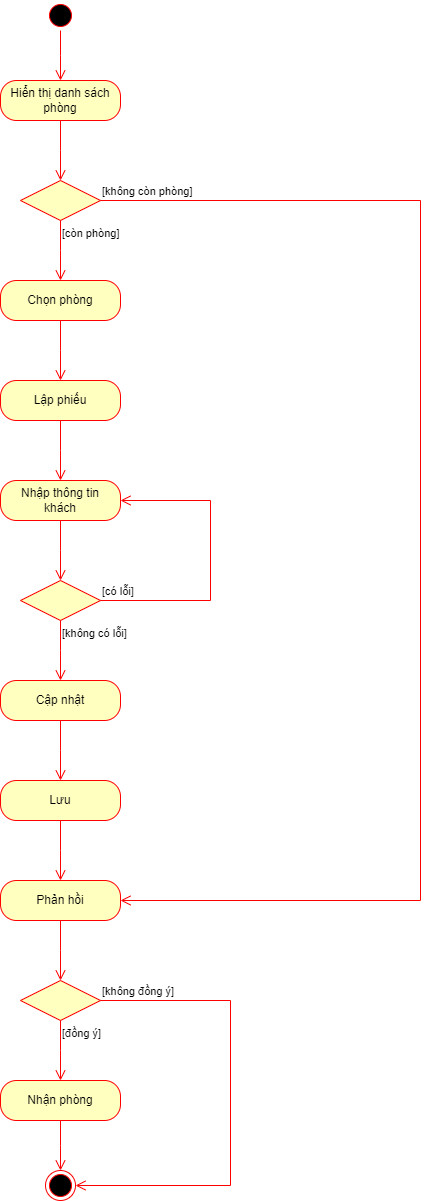 Hiển thị danh sách
phòng
[không còn phòng]
[còn phòng]
Chọn phòng
Lập phiếu
Nhập thông tin
khách
[có lỗi]
[không có lỗi]
Cập nhật
Lưu
Phản hồi
[không đồng ý]
[đồng ý]
Nhận phòng